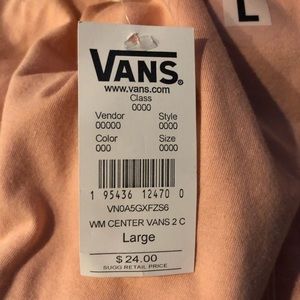 L
VANS®
www.vans.com
Class
0000
Vendor Style
00000 0000
Color Size
000 0000
1 95436 12470 0
VN0A5GXFZS6
WM CENTER VANS 2 C
Large
$ 24.00
SUGG RETAIL PRICE